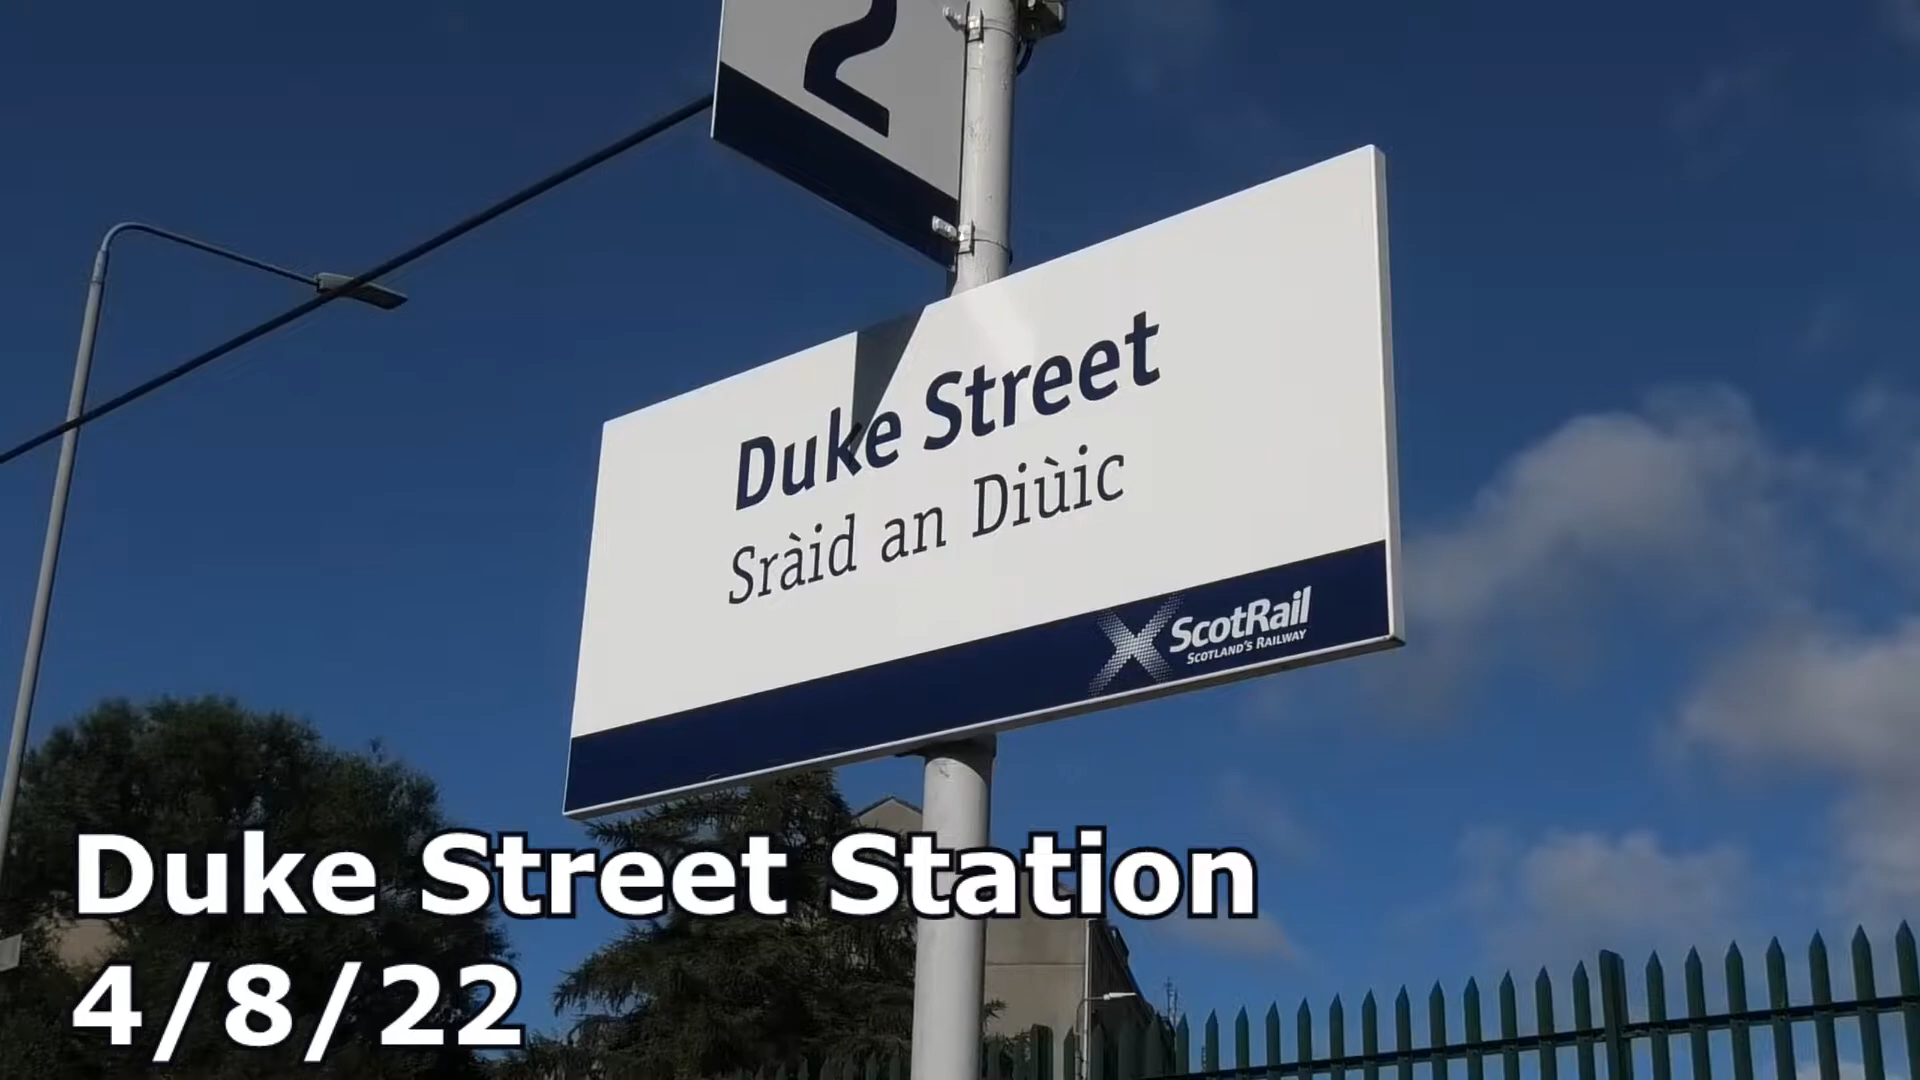 2
Duke Street
Sràid an Diùic
ScotRail
SCOTLAND'S RAILWAY
Duke Street Station
4/8/22